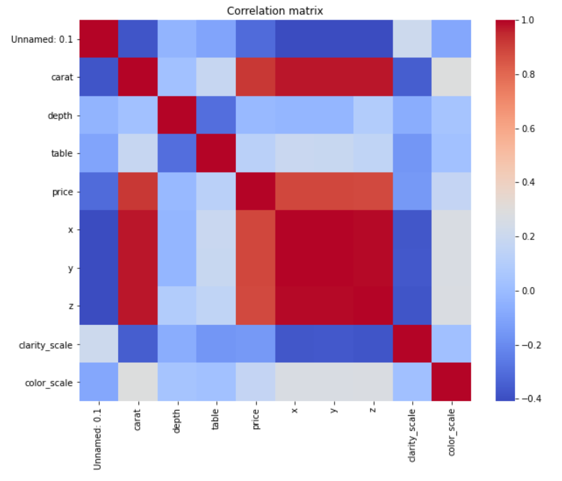 Correlation matrix
Unnamed: 0.1
carat
depth
table
price
x
y
z
clarity_scale
color_scale
Unnamed: 0.1
carat
depth
table
price
x
y
z
clarity_scale
color_scale
1.0
0.8
0.6
0.4
0.2
0.0
−0.2
−0.4